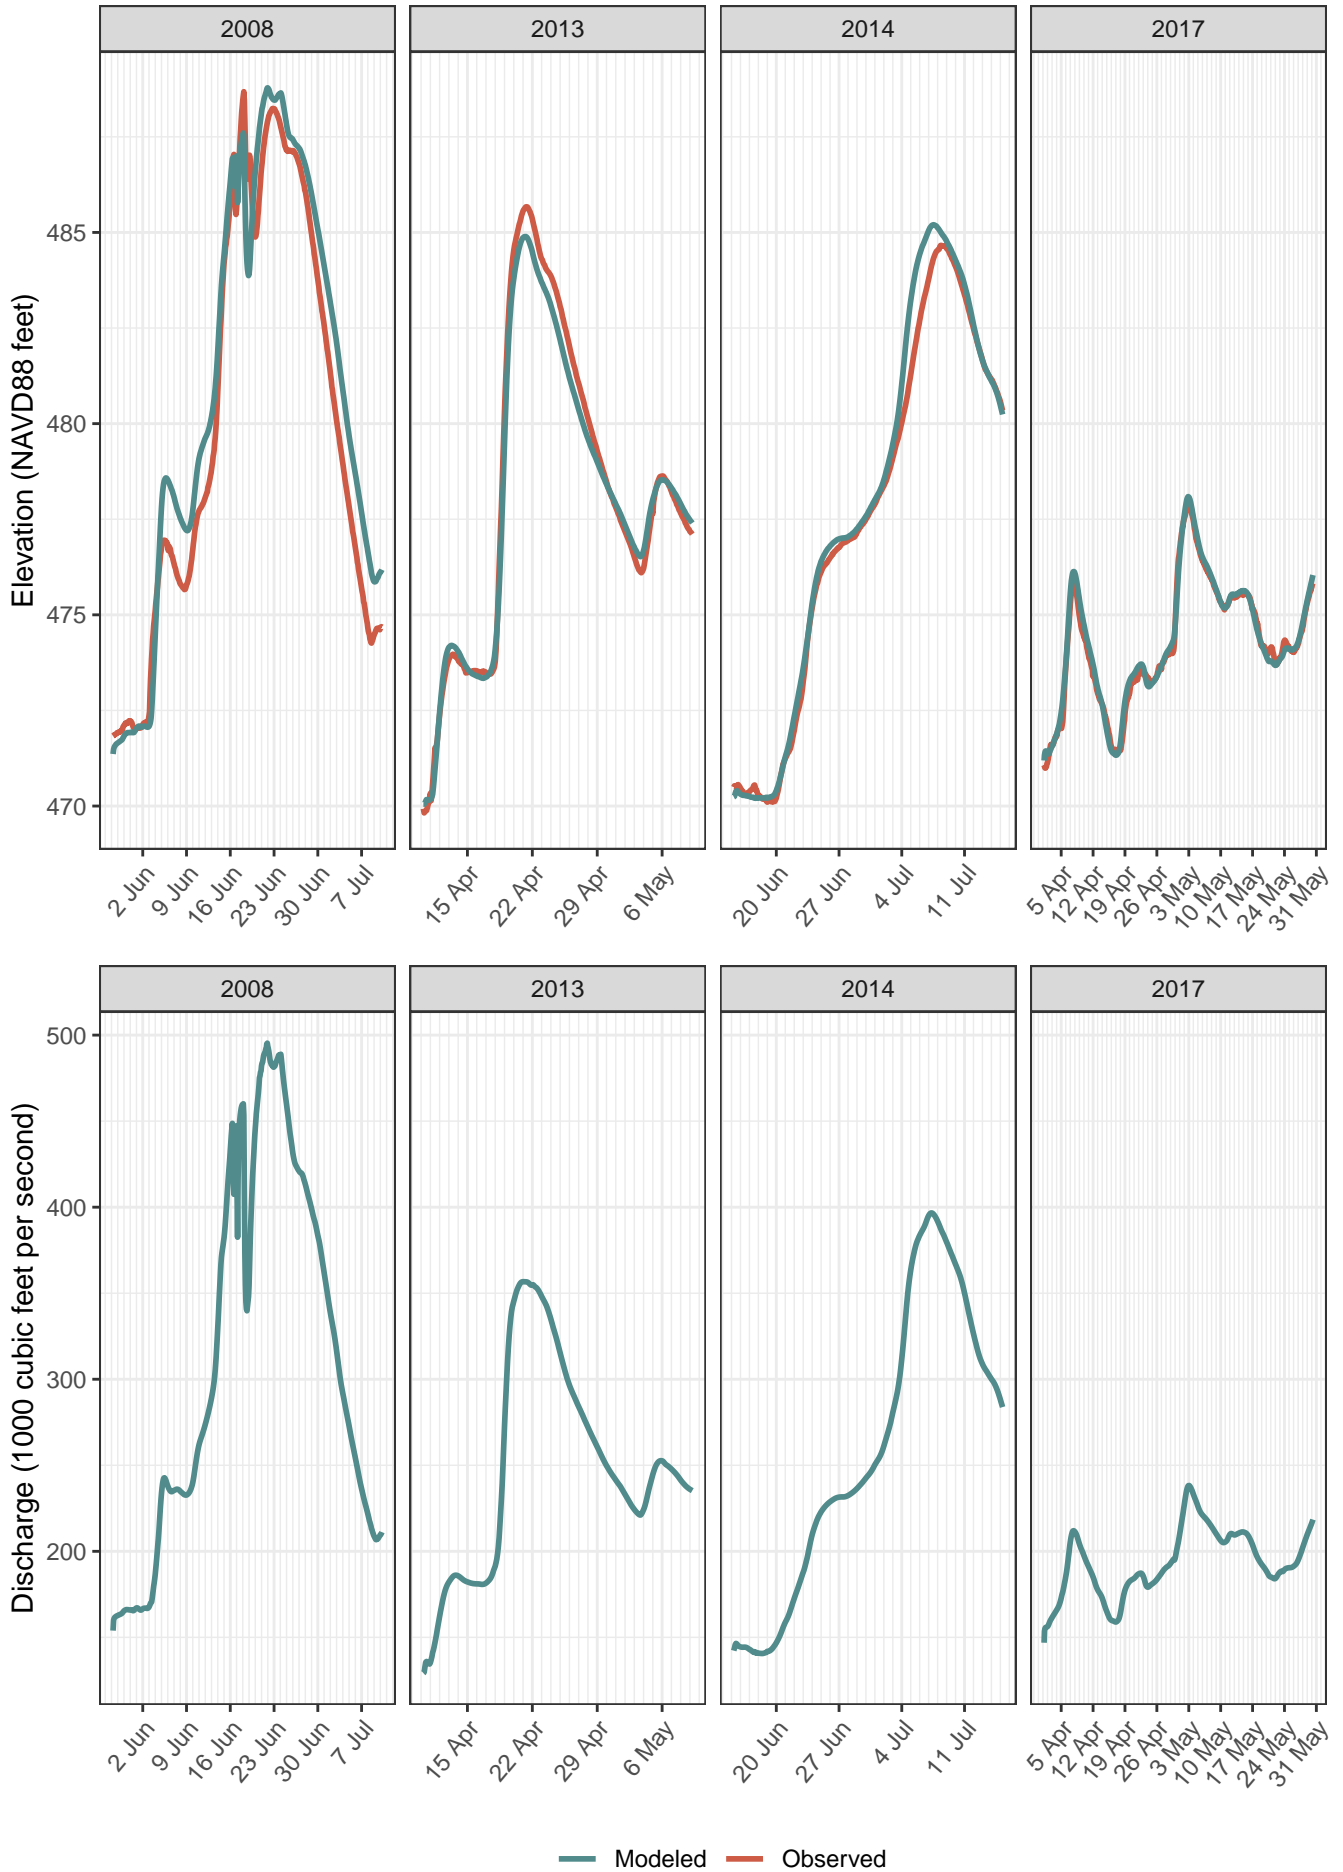 2008 2013 2014 2017
Elevation (NAVD88 feet)
485
480
475
470
2 Jun 9 Jun 16 Jun 23 Jun 30 Jun 7 Jul 15 Apr 22 Apr 29 Apr 6 May 20 Jun 27 Jun 4 Jul 11 Jul 5 Apr 12 Apr 19 Apr 26 Apr 3 May 10 May 17 May 24 May 31 May
2008 2013 2014 2017
Discharge (1000 cubic feet per second)
500
400
300
200
2 Jun 9 Jun 16 Jun 23 Jun 30 Jun 7 Jul 15 Apr 22 Apr 29 Apr 6 May 20 Jun 27 Jun 4 Jul 11 Jul 5 Apr 12 Apr 19 Apr 26 Apr 3 May 10 May 17 May 24 May 31 May
Modeled Observed